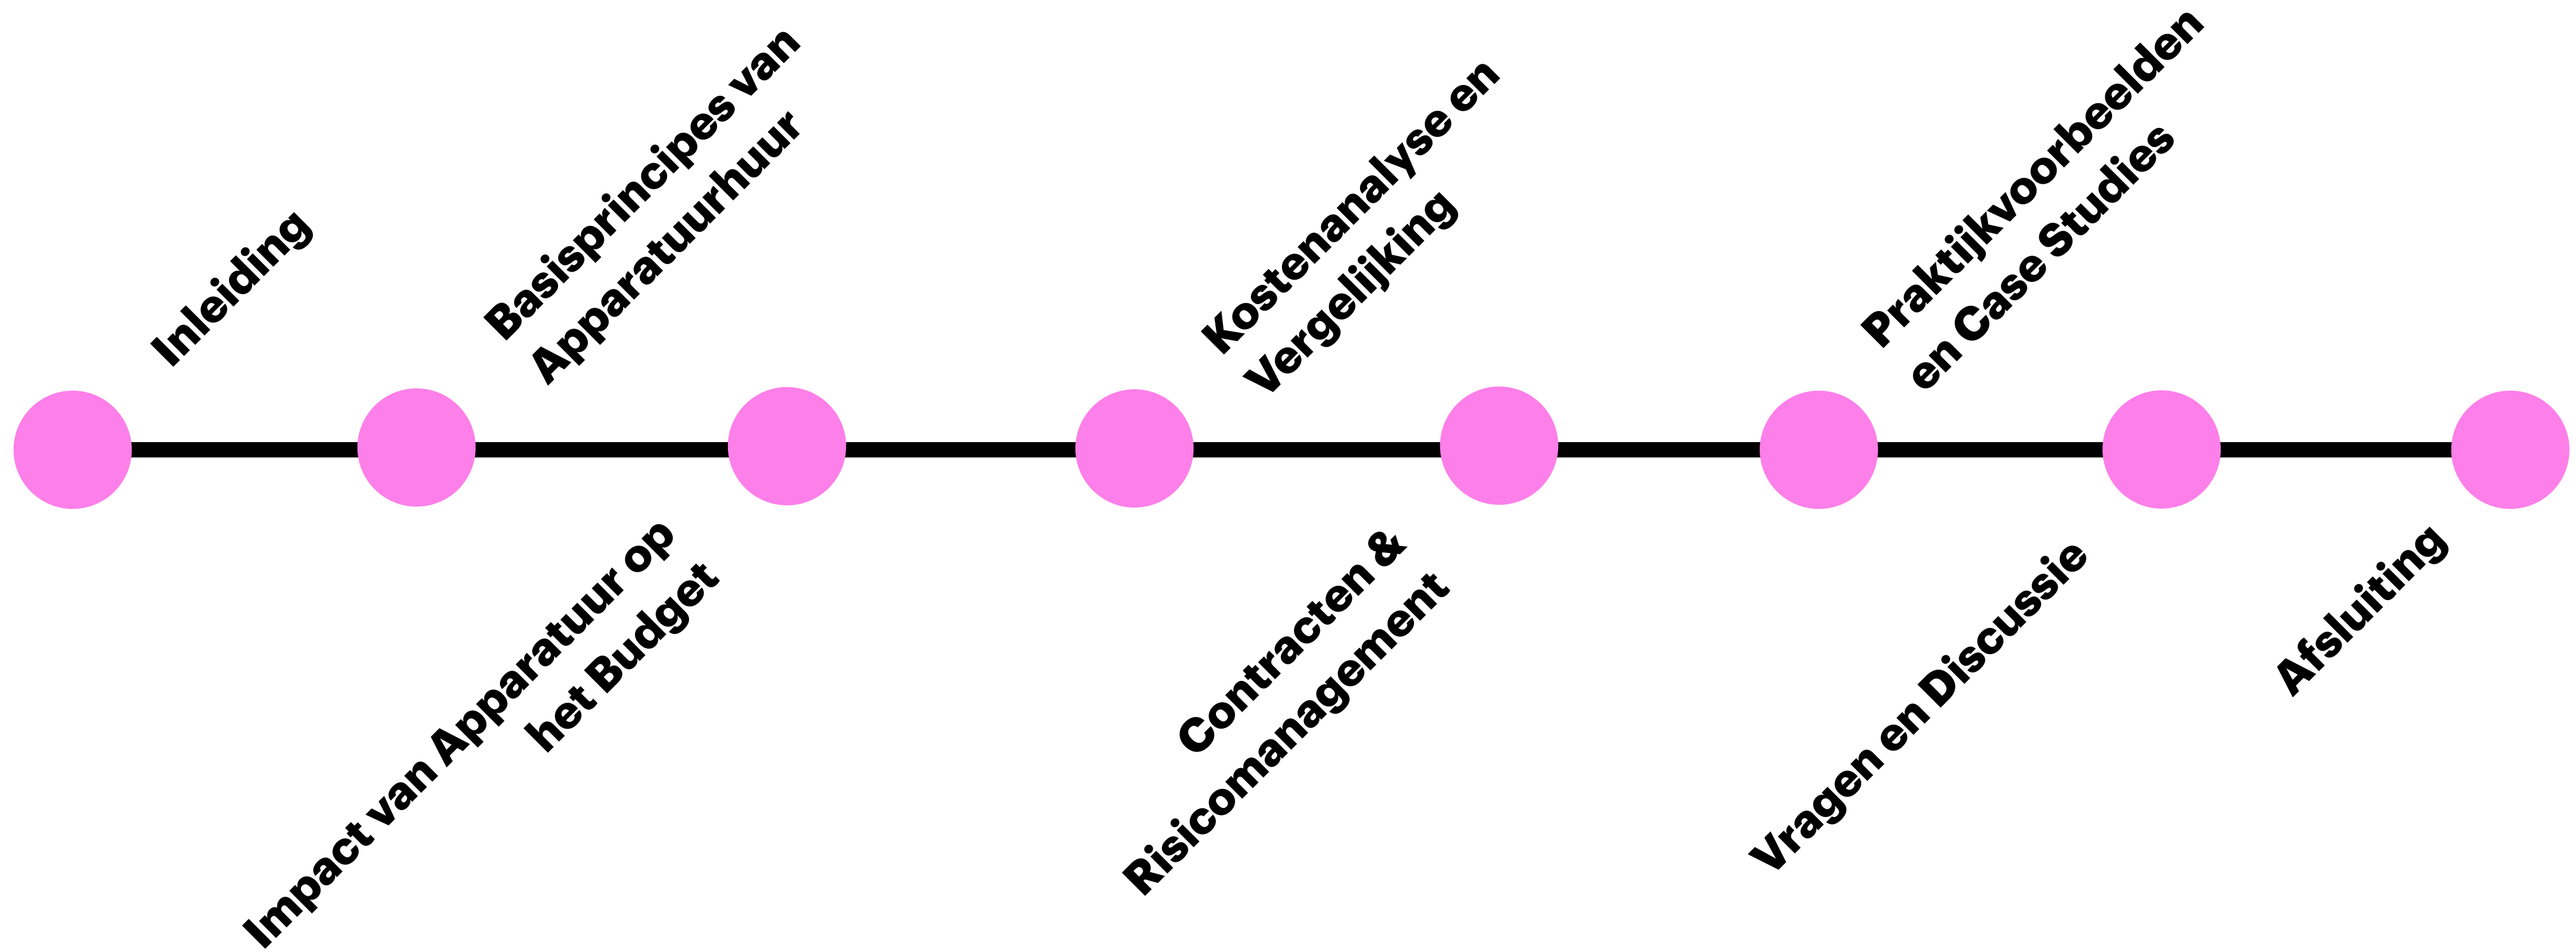 Inleiding
Basisprincipes van
Apparatuurhuur
Kostenanalyse en
Vergelijking
Praktijkvoorbeelden
en Case Studies
Impact van Apparatuur op
het Budget
Contracten &
Risicomanagement
Vragen en Discussie
Afsluiting